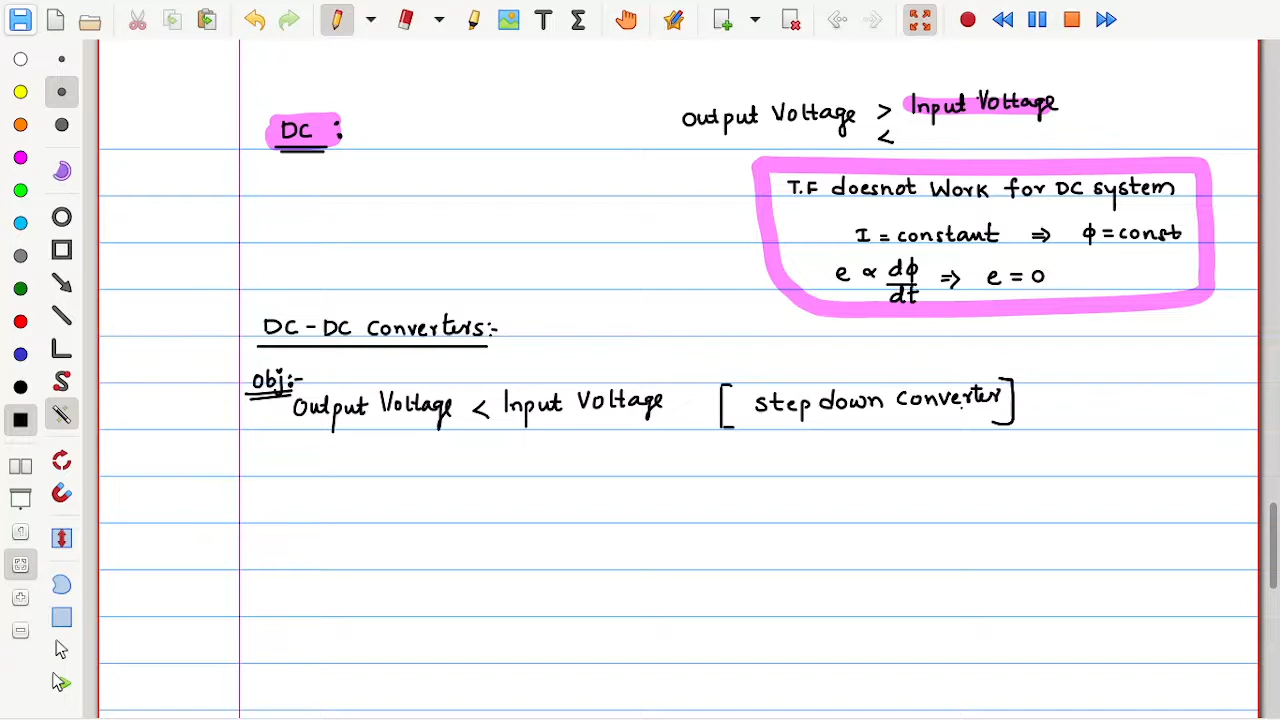 Output Voltage > Input Voltage
<
DC :
T.F doesnot Work for DC system
I = constant ⇒ ϕ = const
e ∝ dϕ/dt ⇒ e = 0
DC - DC Converters:-
Obj:-
Output Voltage < Input Voltage [ step down converter ]